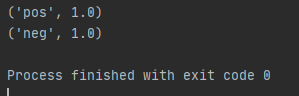 ('pos', 1.0)
('neg', 1.0)
Process finished with exit code 0